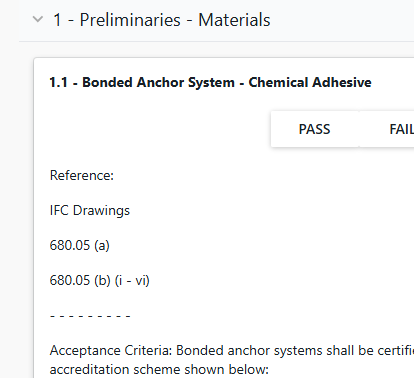 1 - Preliminaries - Materials
1.1 - Bonded Anchor System - Chemical Adhesive
PASS FAIL
Reference:
IFC Drawings
680.05 (a)
680.05 (b) (i - vi)
- - - - - - - - -
Acceptance Criteria: Bonded anchor systems shall be certifi
accreditation scheme shown below: